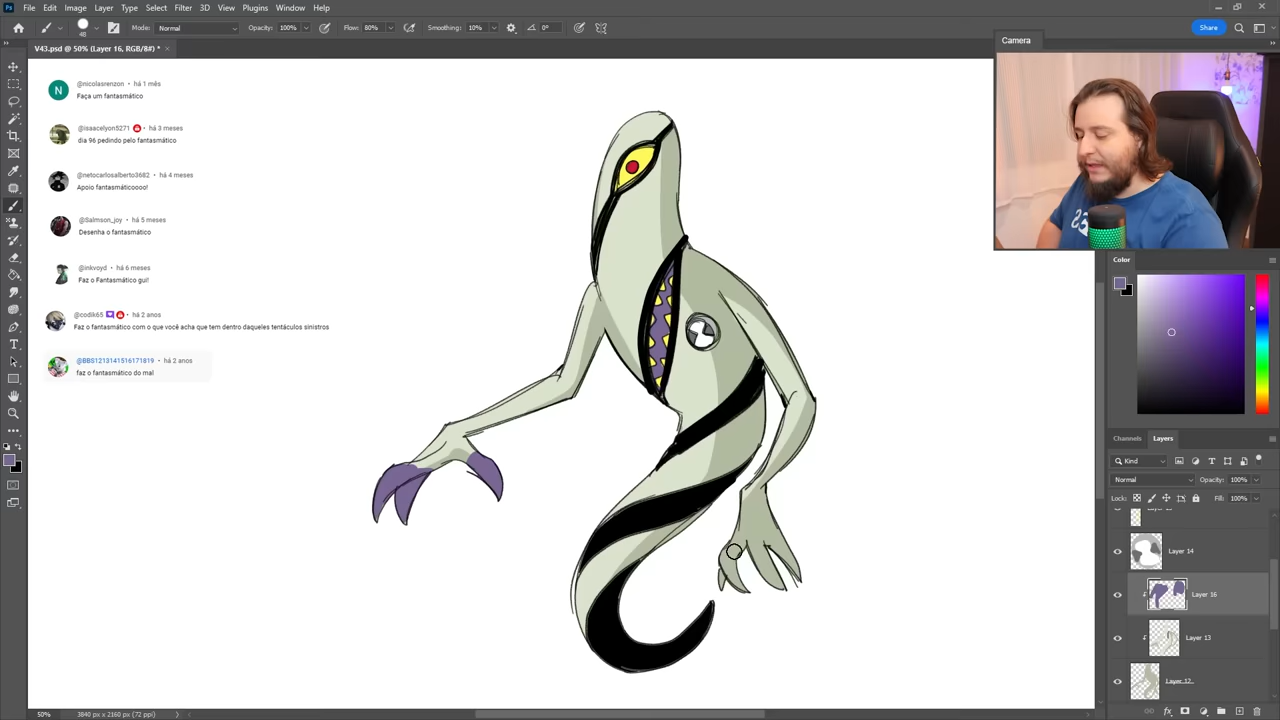 File Edit Image Layer Type Select Filter 3D View Plugins Window Help
48 Mode: Normal Opacity: 100% Flow: 80% Smoothing: 10% 0° Share
V43.psd @ 50% (Layer 16, RGB/8#) *
Camera
@nicolasrenzon • há 1 mês
Faça um fantasmático
@isaacelyon5271 • há 3 meses
dia 96 pedindo pelo fantasmático
@netocarlosalberto3682 • há 4 meses
Apoio fantasmáticoooo!
@Salmson_joy • há 5 meses
Desenha o fantasmático
@inkvoyd • há 6 meses
Faz o Fantasmático gui!
@codik65 • há 2 anos
Faz o fantasmático com o que você acha que tem dentro daqueles tentáculos sinistros
@BBS1213141516171819 • há 2 anos
faz o fantasmático do mal
N
Color
Channels Layers
Kind
Normal Opacity: 100%
Lock: Fill: 100%
Layer 14
Layer 16
Layer 13
Layer 12
50% 3840 px x 2160 px (72 ppi)